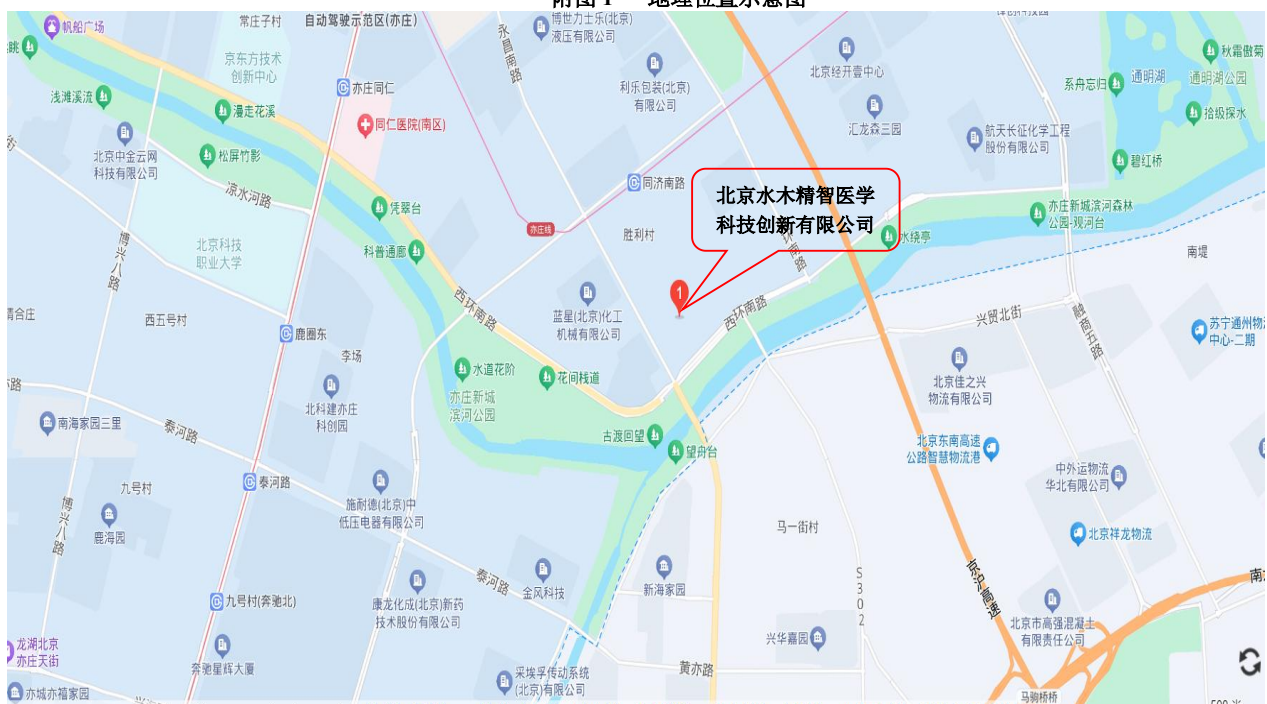 附图1 地理位置示意图
帆船广场
常庄子村
自动驾驶示范区(亦庄)
博世力士乐(北京)
液压有限公司
永昌南路
京东方技术
创新中心
亦庄同仁
利乐包装(北京)
有限公司
北京经开壹中心
系舟忘归
通明湖
秋霜傲菊
通明湖公园
浅滩溪流
漫走花溪
同仁医院(南区)
汇龙森三园
拾级探水
北京中金云网
科技有限公司
松屏竹影
航天长征化学工程
股份有限公司
碧红桥
凉水河路
同济南路
北京水木精智医学
科技创新有限公司
凭翠台
亦庄线
胜利村
亦庄新城滨河森林
公园-观河台
水绕亭
博兴八路
北京科技
职业大学
科普通廊
环南路
南堤
西环南路
蓝星(北京)化工
机械有限公司
1
西环南路
兴贸北街
融商五路
苏宁通州物流
中心-二期
西五号村
鹿圈东
李场
水道花阶
花间栈道
北京佳之兴
物流有限公司
亦庄新城
滨河公园
北科建亦庄
科创园
南海家园三里
泰河路
古渡回望
望舟台
北京东南高速
公路智慧物流港
中外运物流
华北有限公司
九号村
泰河路
施耐德(北京)中
低压电器有限公司
博兴八路
鹿海园
马一街村
北京祥龙物流
泰河路
金风科技
新海家园
S302
京沪高速
九号村(奔驰北)
康龙化成(北京)新药
技术股份有限公司
北京市高强混凝土
有限责任公司
龙湖北京
亦庄天街
奔驰星辉大厦
兴华嘉园
黄亦路
采埃孚传动系统
(北京)有限公司
亦城亦禧家园
马驹桥桥